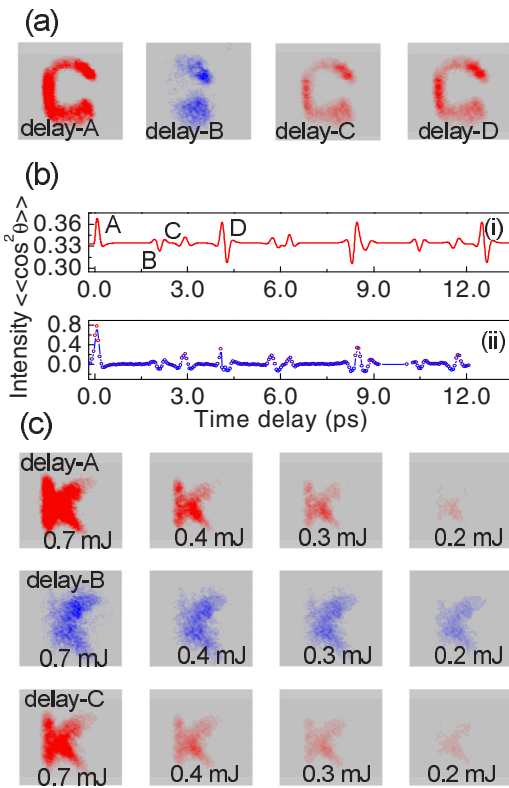 (a)
delay-A delay-B delay-C delay-D
(b)
Intensity <<cos² θ>>
0.36
0.33
0.30
A
B
C
D
(i)
0.0 3.0 6.0 9.0 12.0
0.8
0.4
0.0
(ii)
0.0 3.0 6.0 9.0 12.0
Time delay (ps)
(c)
delay-A
0.7 mJ 0.4 mJ 0.3 mJ 0.2 mJ
delay-B
0.7 mJ 0.4 mJ 0.3 mJ 0.2 mJ
delay-C
0.7 mJ 0.4 mJ 0.3 mJ 0.2 mJ